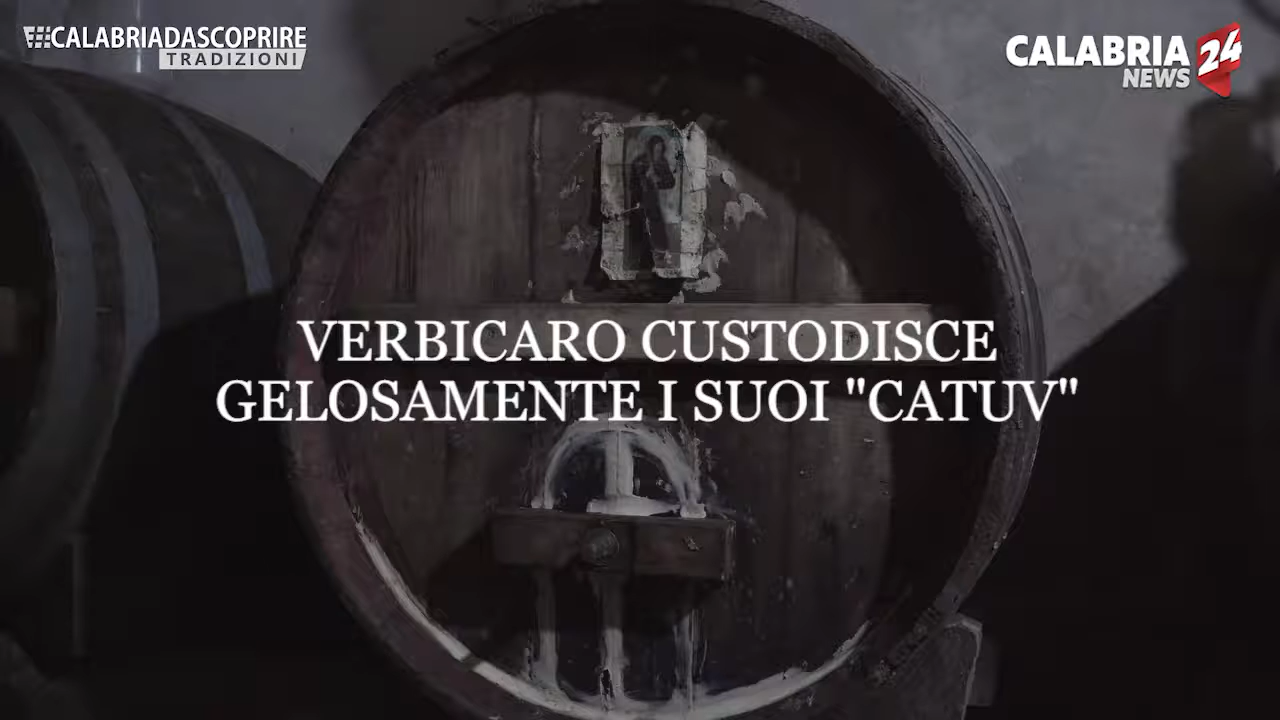 #CALABRIADASCOPRIRE
TRADIZIONI
CALABRIA
NEWS 24
VERBICARO CUSTODISCE
GELOSAMENTE I SUOI "CATUV"